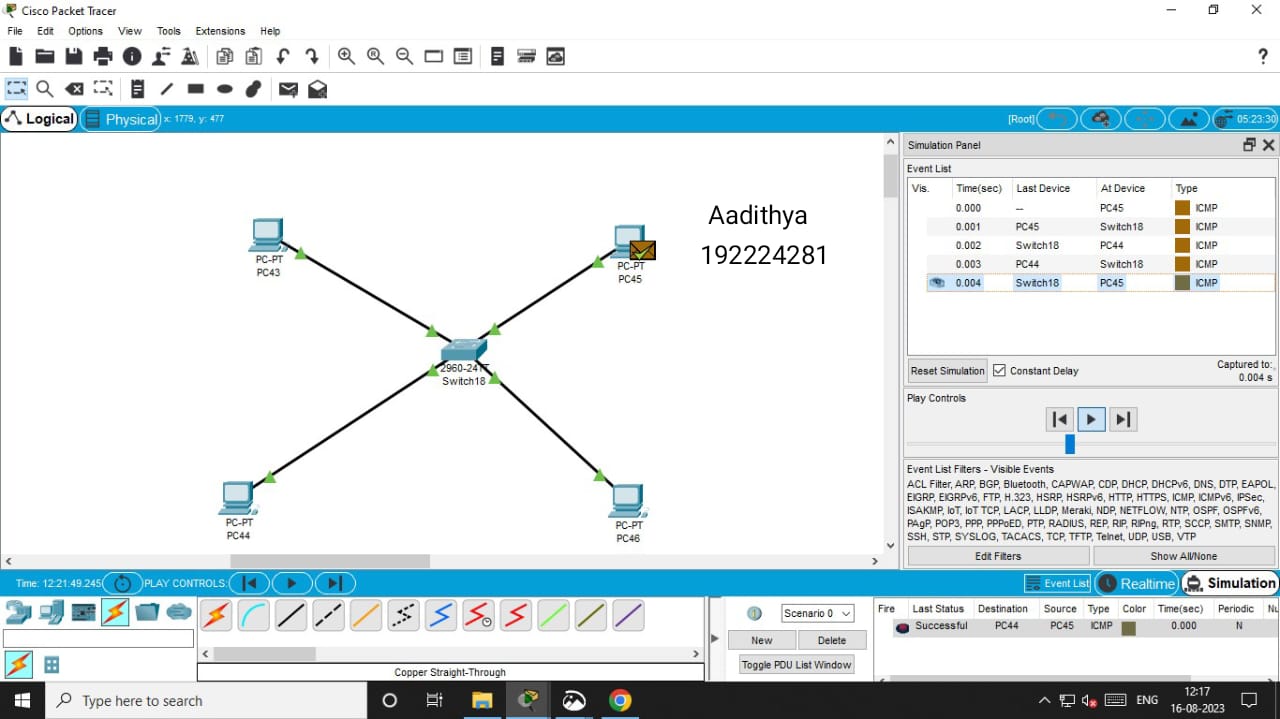 Cisco Packet Tracer
File Edit Options View Tools Extensions Help
Logical Physical x: 1779, y: 477 [Root] 05:23:30
Simulation Panel
Event List
Vis. Time(sec) Last Device At Device Type
0.000 -- PC45 ICMP
0.001 PC45 Switch18 ICMP
0.002 Switch18 PC44 ICMP
0.003 PC44 Switch18 ICMP
0.004 Switch18 PC45 ICMP
Reset Simulation Constant Delay Captured to:
0.004 s
Play Controls
Event List Filters - Visible Events
ACL Filter, ARP, BGP, Bluetooth, CAPWAP, CDP, DHCP, DHCPv6, DNS, DTP, EAPOL,
EIGRP, EIGRPv6, FTP, H.323, HSRP, HSRPv6, HTTP, HTTPS, ICMP, ICMPv6, IPSec,
ISAKMP, IoT, IoT TCP, LACP, LLDP, Meraki, NDP, NETFLOW, NTP, OSPF, OSPFv6,
PAgP, POP3, PPP, PPPoED, PTP, RADIUS, REP, RIP, RIPng, RTP, SCCP, SMTP, SNMP,
SSH, STP, SYSLOG, TACACS, TCP, TFTP, Telnet, UDP, USB, VTP
Edit Filters Show All/None
Aadithya
192224281
PC-PT
PC43
PC-PT
PC45
2960-24TT
Switch18
PC-PT
PC44
PC-PT
PC46
Time: 12:21:49.245 PLAY CONTROLS: Event List Realtime Simulation
Copper Straight-Through
Scenario 0
New Delete
Toggle PDU List Window
Fire Last Status Destination Source Type Color Time(sec) Periodic
Successful PC44 PC45 ICMP 0.000 N
Type here to search
ENG
12:17
16-08-2023